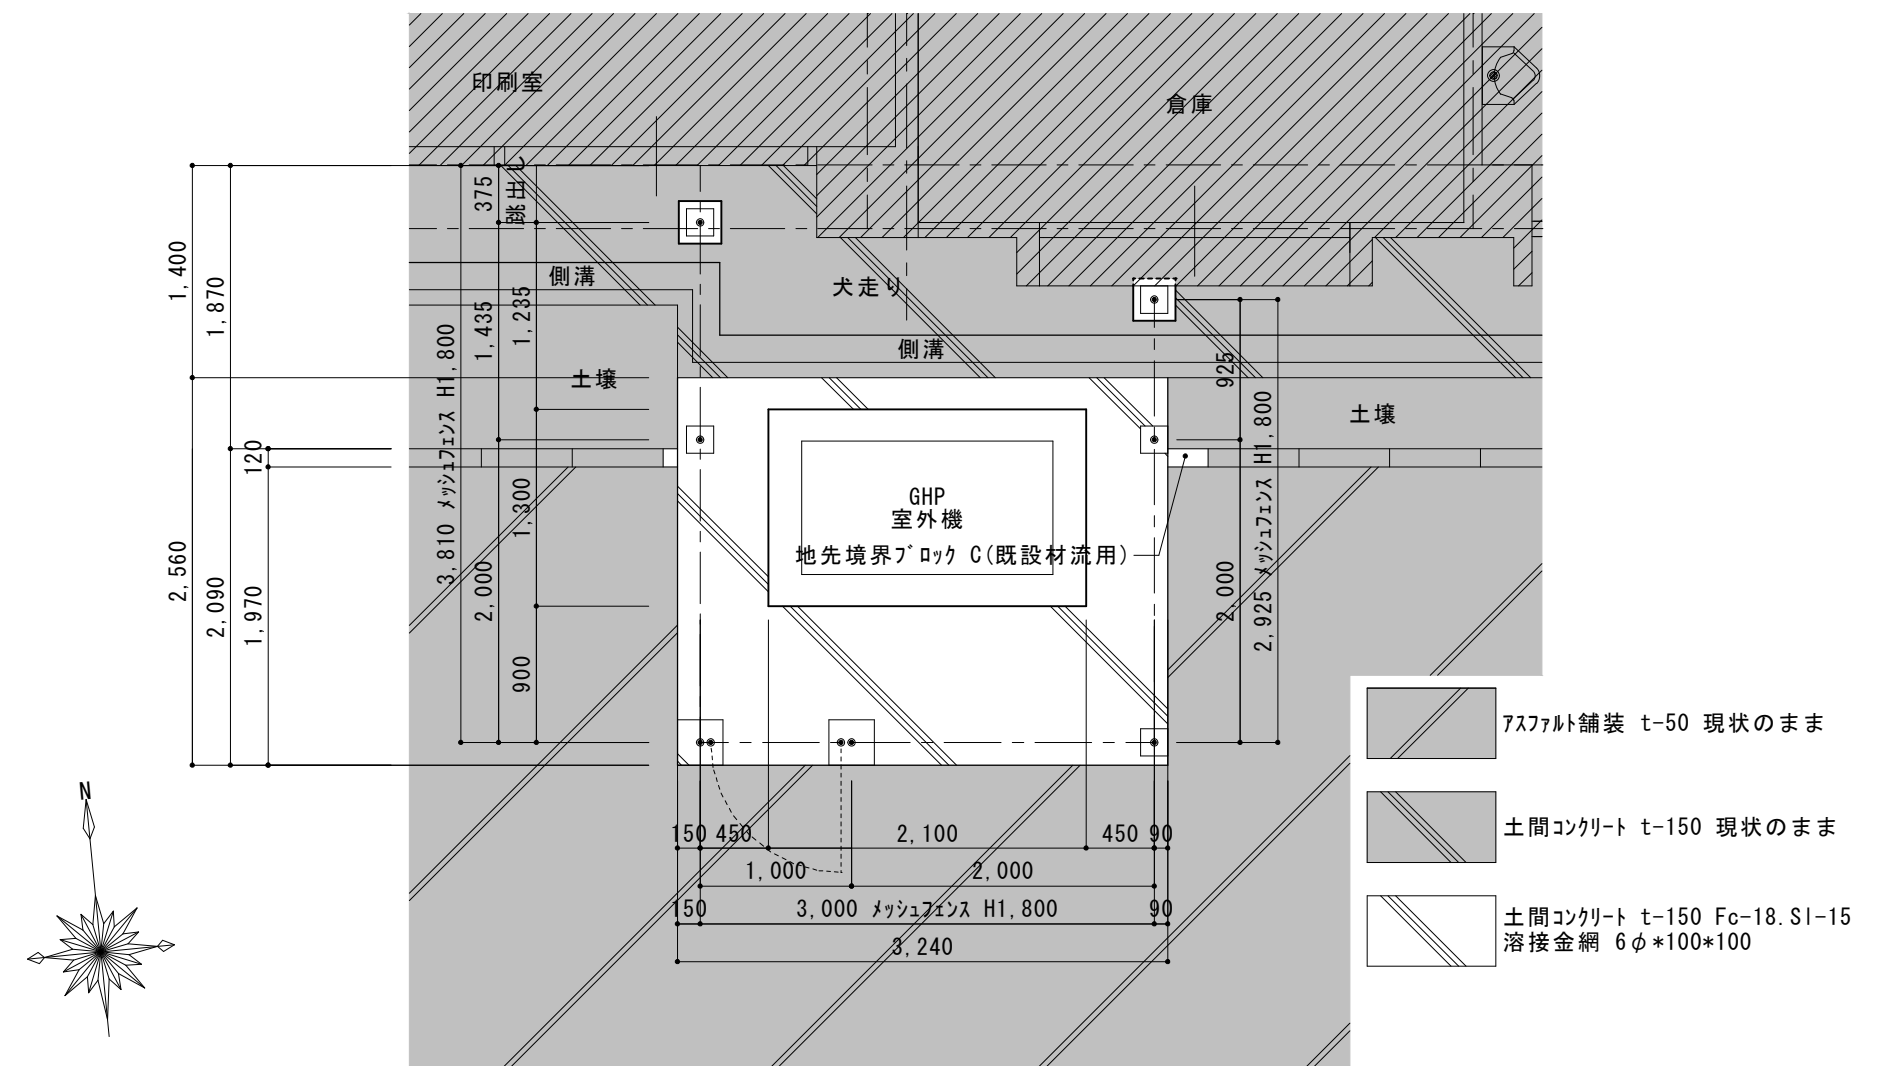 印刷室
倉庫
跳出し
375
1,400
1,870
側溝
犬走り
1,435
1,235
側溝
925
土壌
土壌
3,810 メッシュフェンス H1,800
2,925 メッシュフェンス H1,800
120
1,300
GHP
室外機
地先境界ブロック C(既設材流用)
2,560
2,090
1,970
2,000
2,000
900
アスファルト舗装 t-50 現状のまま
N
土間コンクリート t-150 現状のまま
150 450 2,100 450 90
1,000 2,000
150 3,000 メッシュフェンス H1,800 90
3,240
土間コンクリート t-150 Fc-18.Sl-15
溶接金網 6φ*100*100